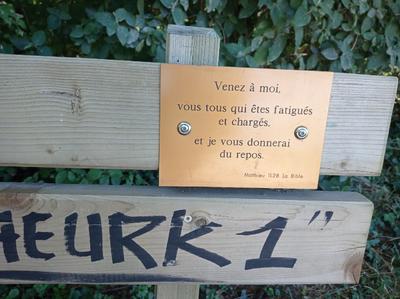 Venez à moi,
vous tous qui êtes fatigués
et chargés,
et je vous donnerai
du repos.
Matthieu 11.28 La Bible
HEURK 1"